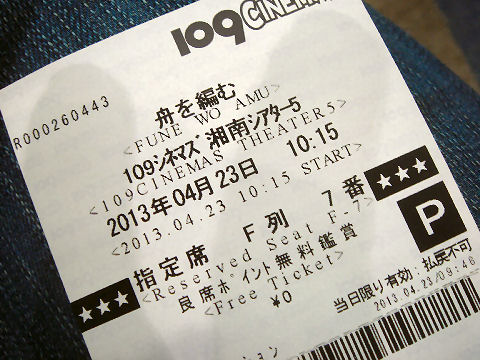 109 CINEMA
R000260443
舟を編む
<FUNE WO AMU>
109シネマズ 湘南シアター5
<109CINEMAS THEATER5>
2013年04月23日 10:15
<2013.04.23 10:15 START>
指定席 F列 7番
<Reserved Seat F-7>
良席ポイント無料鑑賞
<Free Ticket>
¥0
P
当日限り有効:払戻不可
2013.04.23/09:46